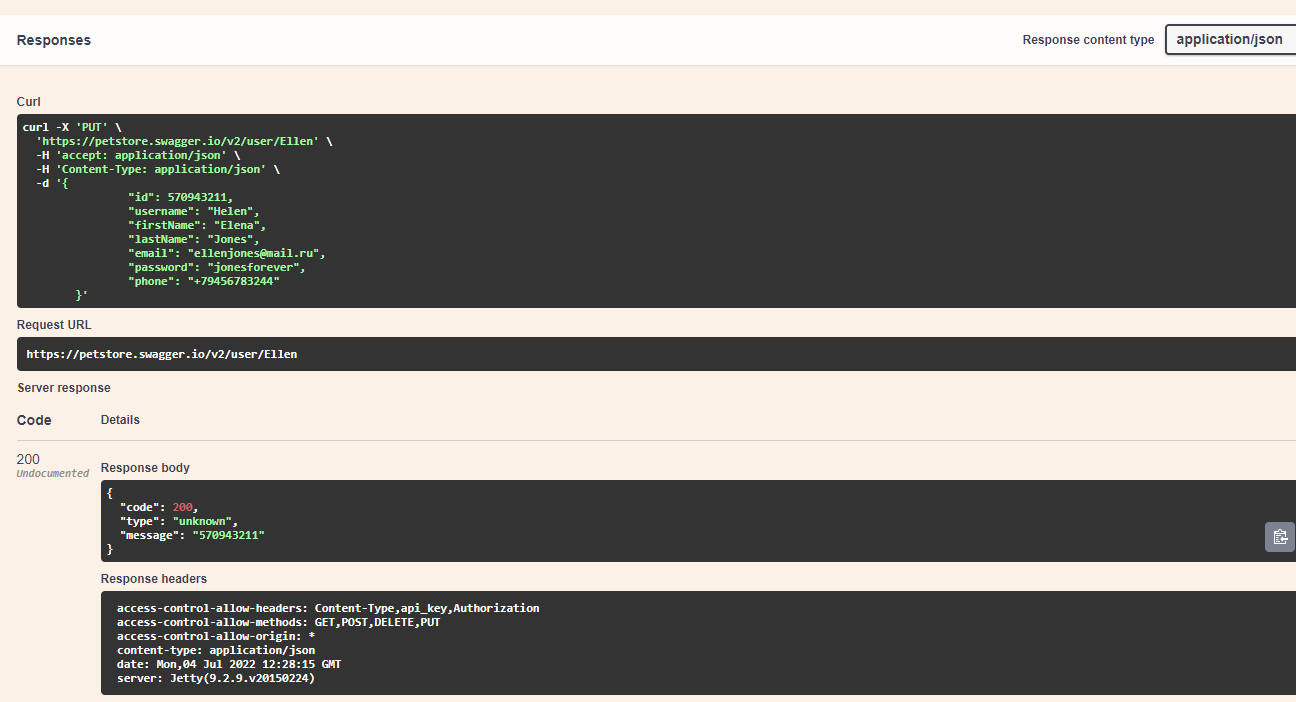 Responses
Response content type
application/json
Curl
curl -X 'PUT' \
'https://petstore.swagger.io/v2/user/Ellen' \
-H 'accept: application/json' \
-H 'Content-Type: application/json' \
-d '{
"id": 570943211,
"username": "Helen",
"firstName": "Elena",
"lastName": "Jones",
"email": "ellenjones@mail.ru",
"password": "jonesforever",
"phone": "+79456783244"
}'
Request URL
https://petstore.swagger.io/v2/user/Ellen
Server response
Code
Details
200
Undocumented
Response body
{
"code": 200,
"type": "unknown",
"message": "570943211"
}
Response headers
access-control-allow-headers: Content-Type,api_key,Authorization
access-control-allow-methods: GET,POST,DELETE,PUT
access-control-allow-origin: *
content-type: application/json
date: Mon,04 Jul 2022 12:28:15 GMT
server: Jetty(9.2.9.v20150224)